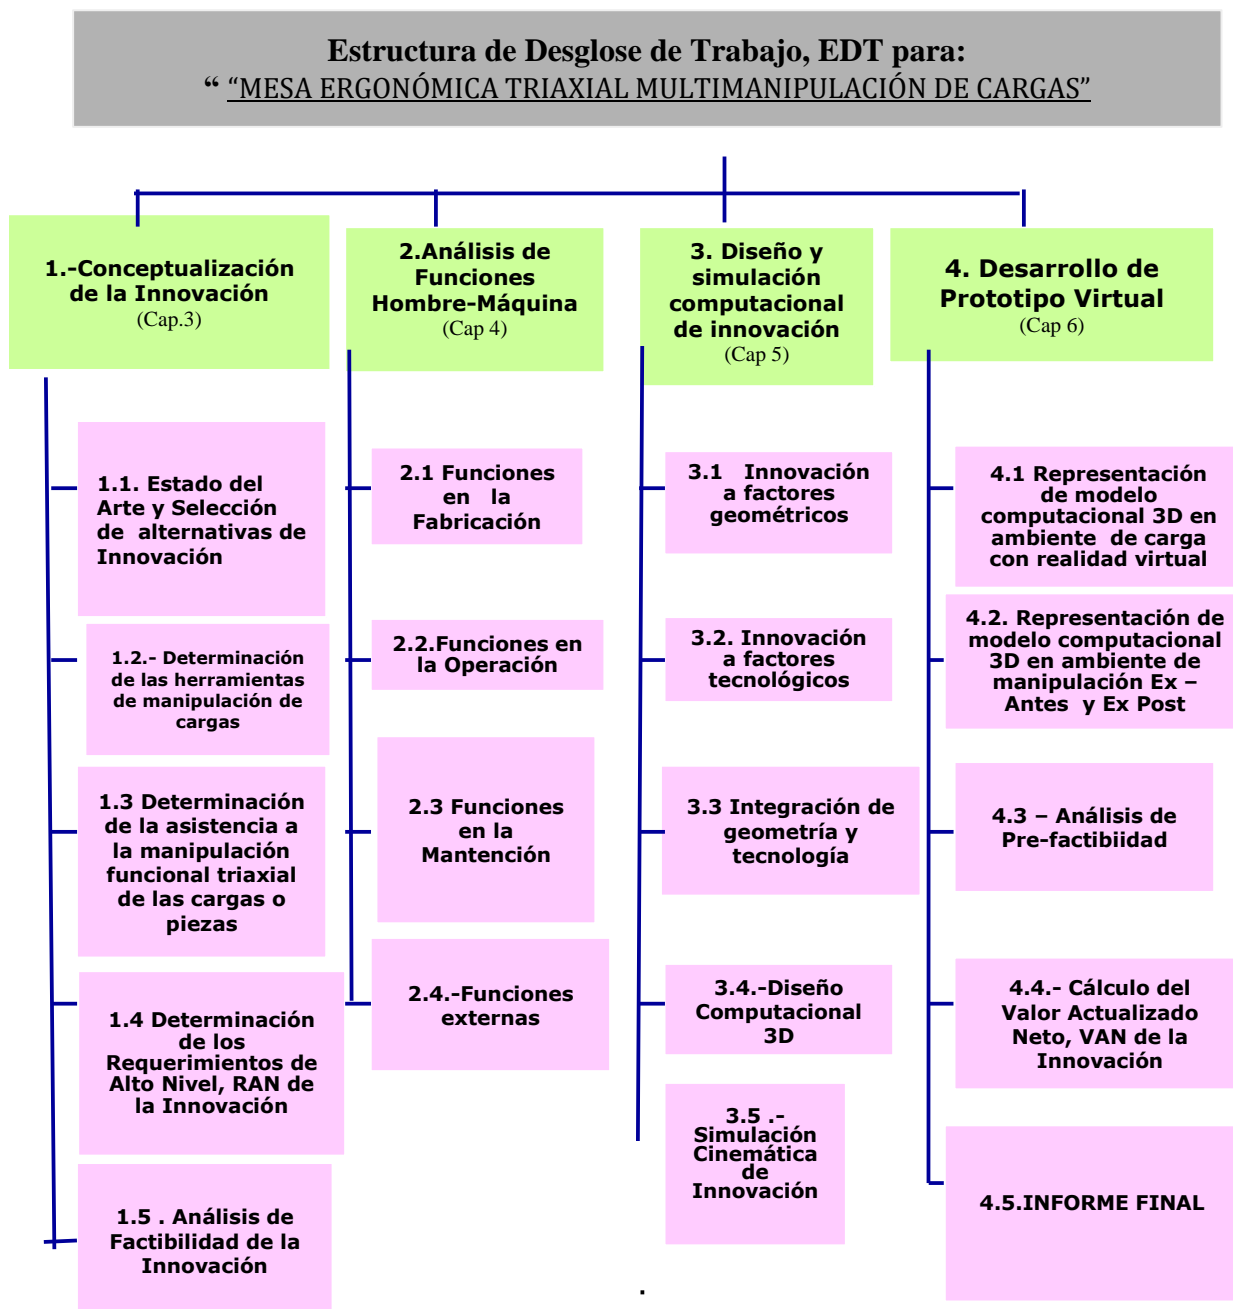 Estructura de Desglose de Trabajo, EDT para:
“ “MESA ERGONÓMICA TRIAXIAL MULTIMANIPULACIÓN DE CARGAS”
1.-Conceptualización
de la Innovación
(Cap.3)
2.Análisis de
Funciones
Hombre-Máquina
(Cap 4)
3. Diseño y
simulación
computacional
de innovación
(Cap 5)
4. Desarrollo de
Prototipo Virtual
(Cap 6)
1.1. Estado del
Arte y Selección
de alternativas de
Innovación
1.2.- Determinación
de las herramientas
de manipulación de
cargas
1.3 Determinación
de la asistencia a
la manipulación
funcional triaxial
de las cargas o
piezas
1.4 Determinación
de los
Requerimientos de
Alto Nivel, RAN de
la Innovación
1.5 . Análisis de
Factibilidad de la
Innovación
2.1 Funciones
en la
Fabricación
2.2.Funciones en
la Operación
2.3 Funciones
en la
Mantención
2.4.-Funciones
externas
3.1 Innovación
a factores
geométricos
3.2. Innovación
a factores
tecnológicos
3.3 Integración de
geometría y
tecnología
3.4.-Diseño
Computacional
3D
3.5 .-
Simulación
Cinemática
de
Innovación
4.1 Representación
de modelo
computacional 3D en
ambiente de carga
con realidad virtual
4.2. Representación de
modelo computacional
3D en ambiente de
manipulación Ex –
Antes y Ex Post
4.3 – Análisis de
Pre-factibiidad
4.4.- Cálculo del
Valor Actualizado
Neto, VAN de la
Innovación
4.5.INFORME FINAL
.